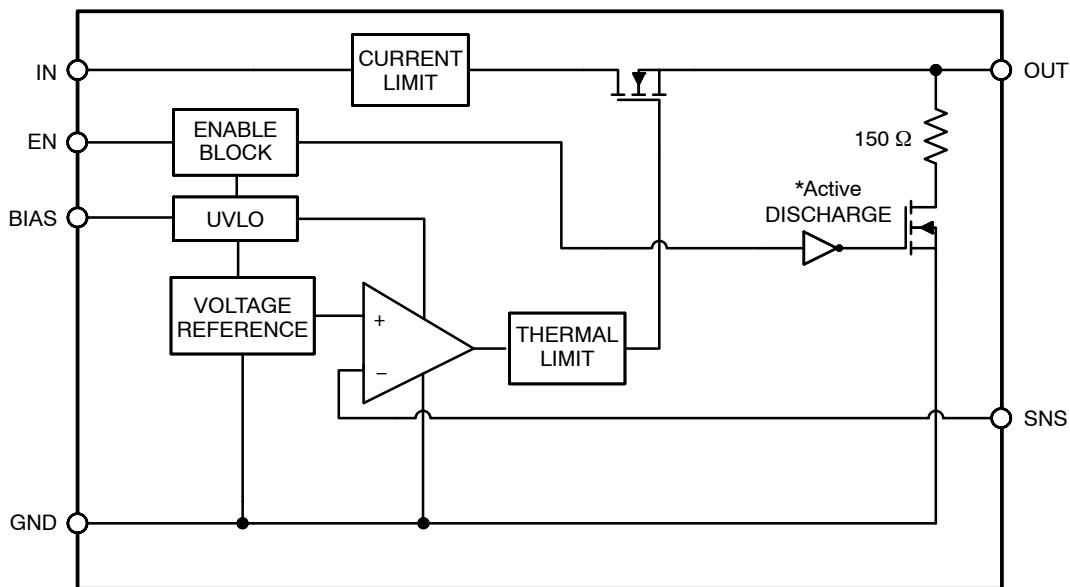 IN
CURRENT
LIMIT
OUT
EN
ENABLE
BLOCK
150 Ω
*Active
DISCHARGE
BIAS
UVLO
VOLTAGE
REFERENCE
+
−
THERMAL
LIMIT
SNS
GND